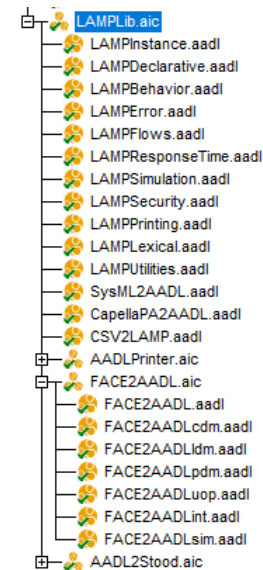 LAMPLib.aic
LAMPInstance.aadl
LAMPDeclarative.aadl
LAMPBehavior.aadl
LAMPError.aadl
LAMPFlows.aadl
LAMPResponseTime.aadl
LAMPSimulation.aadl
LAMPSecurity.aadl
LAMPPrinting.aadl
LAMPLexical.aadl
LAMPUtilities.aadl
SysML2AADL.aadl
CapellaPA2AADL.aadl
CSV2LAMP.aadl
AADLPrinter.aic
FACE2AADL.aic
FACE2AADL.aadl
FACE2AADLcdm.aadl
FACE2AADLldm.aadl
FACE2AADLpdm.aadl
FACE2AADLuop.aadl
FACE2AADLint.aadl
FACE2AADLsim.aadl
AADL2Stood.aic